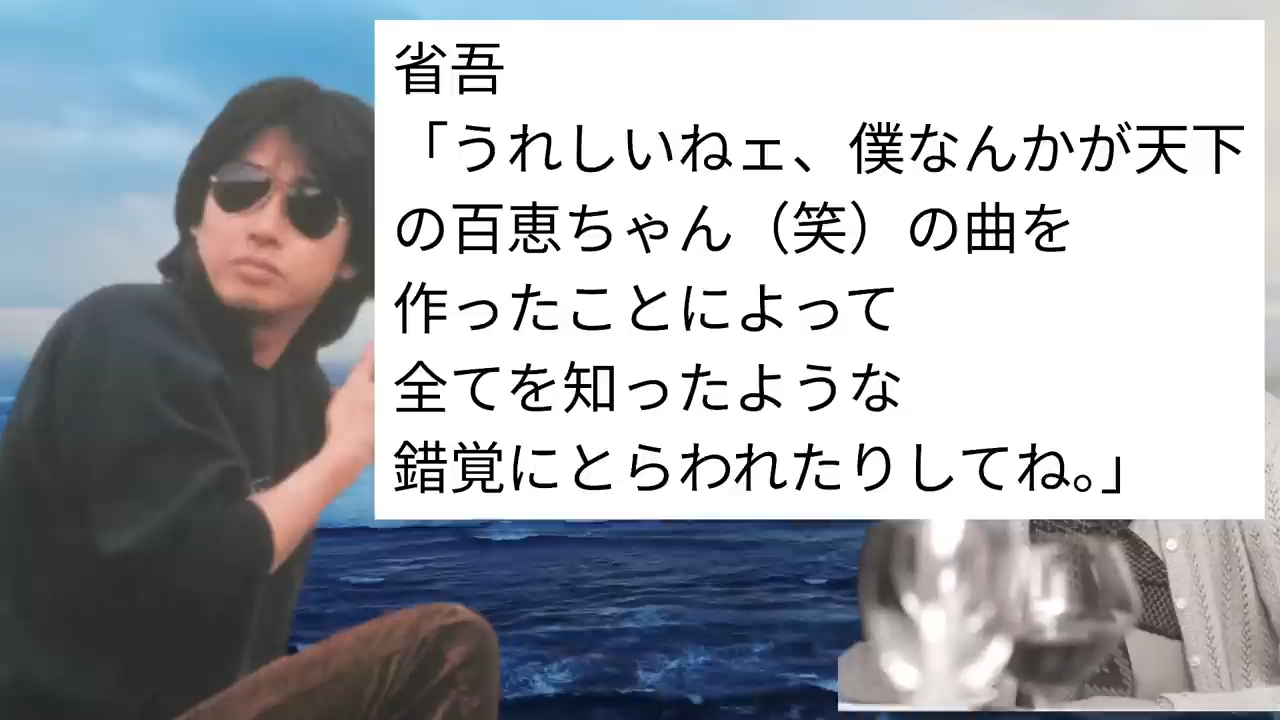 省吾
「うれしいねェ、僕なんかが天下
の百恵ちゃん（笑）の曲を
作ったことによって
全てを知ったような
錯覚にとらわれたりしてね。」